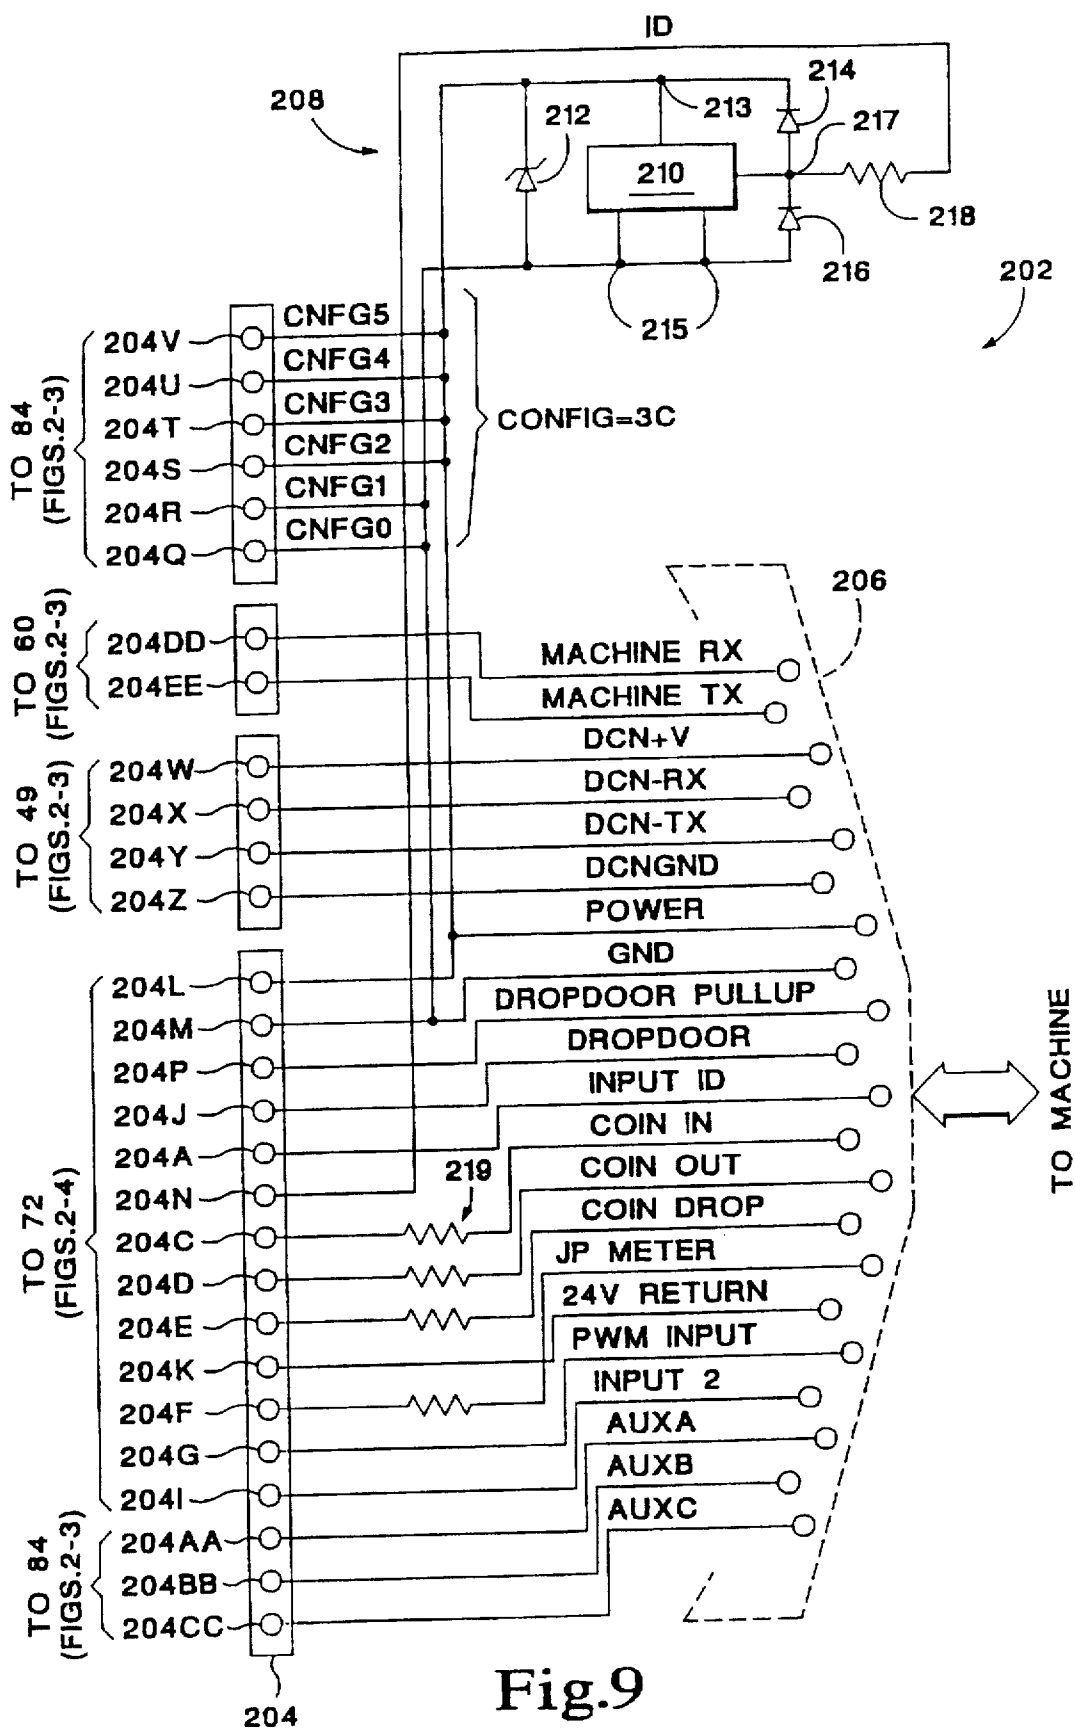 ID
208
212
213
214
217
210
218
216
215
202
TO 84
(FIGS.2-3)
204V
CNFG5
204U
CNFG4
204T
CNFG3
204S
CNFG2
204R
CNFG1
204Q
CNFG0
CONFIG=3C
206
TO 60
(FIGS.2-3)
204DD
MACHINE RX
204EE
MACHINE TX
TO 49
(FIGS.2-3)
204W
DCN+V
204X
DCN-RX
204Y
DCN-TX
204Z
DCNGND
POWER
TO 72
(FIGS.2-4)
204L
GND
204M
DROPDOOR PULLUP
204P
DROPDOOR
204J
INPUT ID
204A
COIN IN
204N
219
COIN OUT
204C
COIN DROP
204D
JP METER
204E
24V RETURN
204K
PWM INPUT
204F
INPUT 2
204G
AUXA
204I
AUXB
TO 84
(FIGS.2-3)
204AA
AUXC
204BB
204CC
TO MACHINE
204
Fig.9